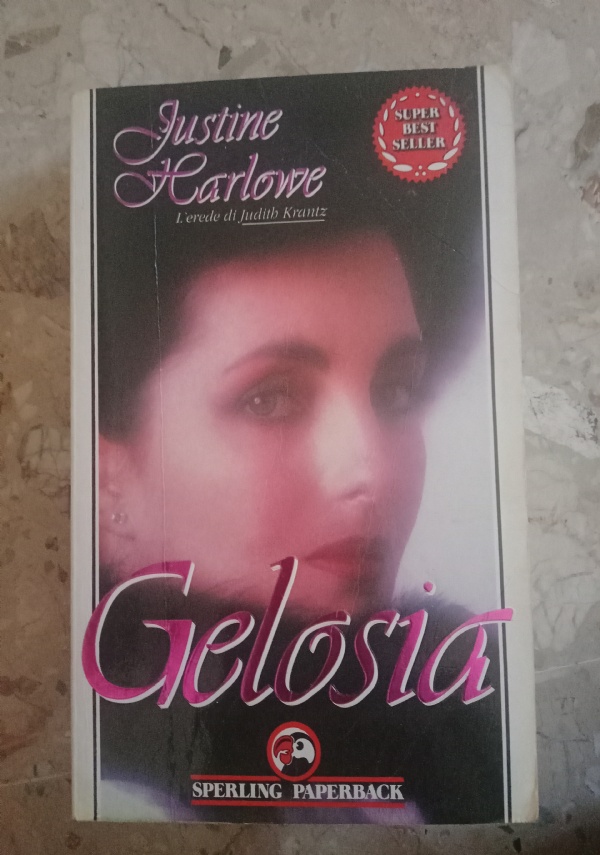 Justine
Harlowe
L'erede di Judith Krantz
SUPER
BEST
SELLER
Gelosia
SPERLING PAPERBACK